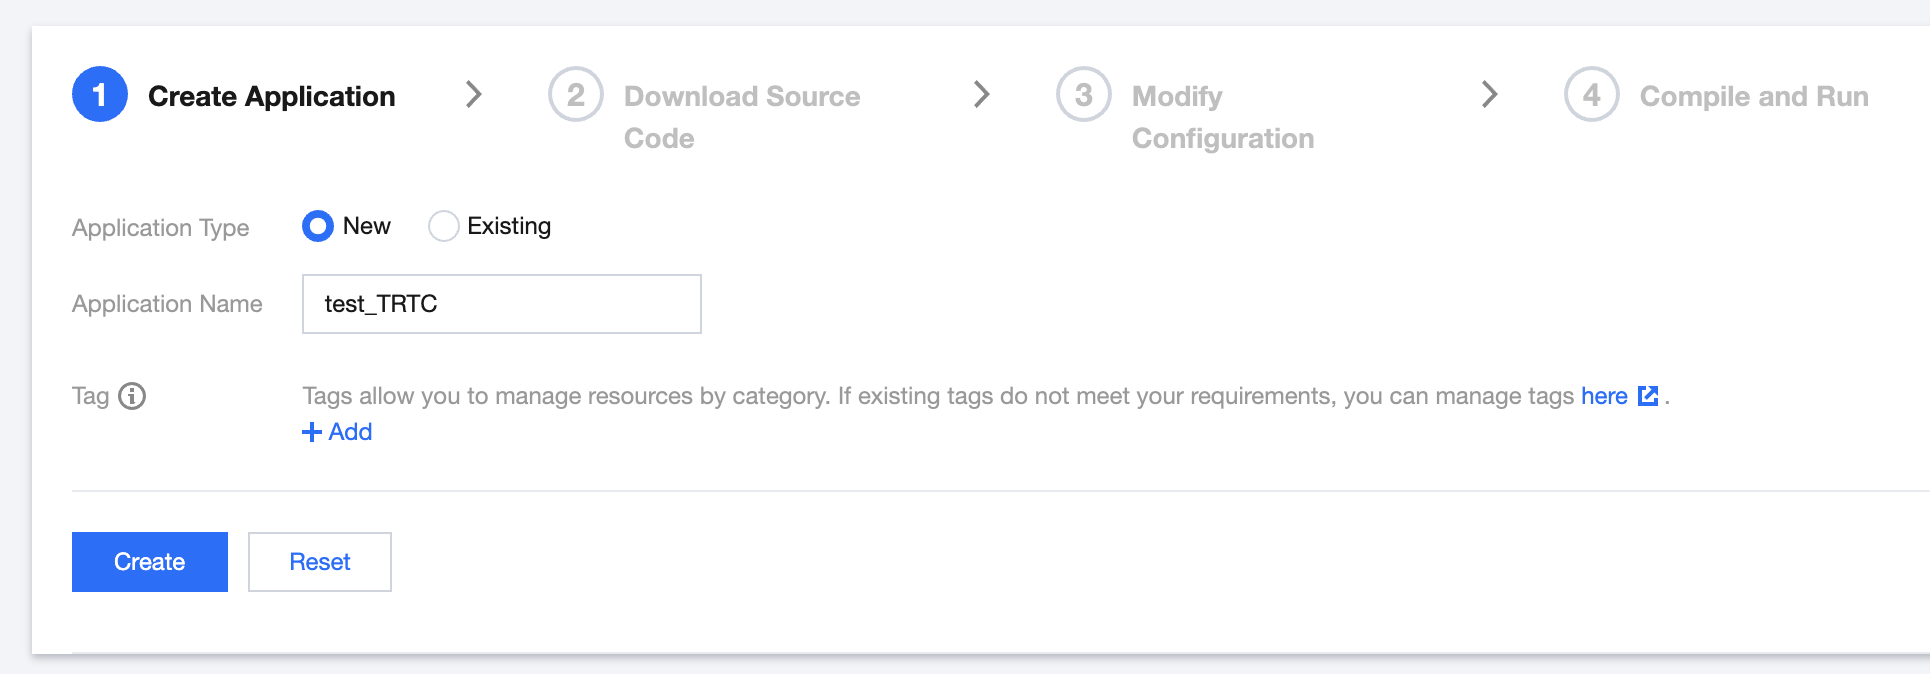 1 Create Application > 2 Download Source Code > 3 Modify Configuration > 4 Compile and Run
Application Type New Existing
Application Name test_TRTC
Tag Tags allow you to manage resources by category. If existing tags do not meet your requirements, you can manage tags here .
+ Add
Create Reset